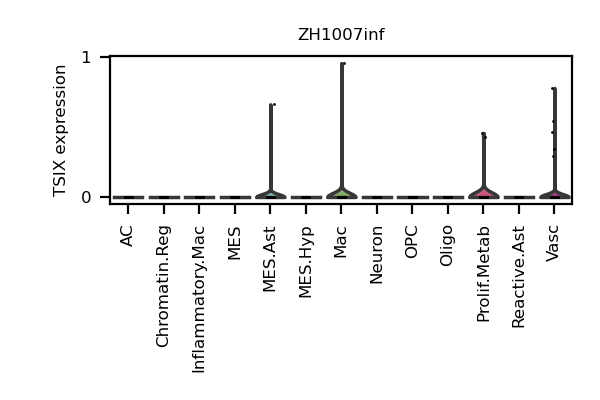 ZH1007inf
TSIX expression
1
0
AC
Chromatin.Reg
Inflammatory.Mac
MES
MES.Ast
MES.Hyp
Mac
Neuron
OPC
Oligo
Prolif.Metab
Reactive.Ast
Vasc